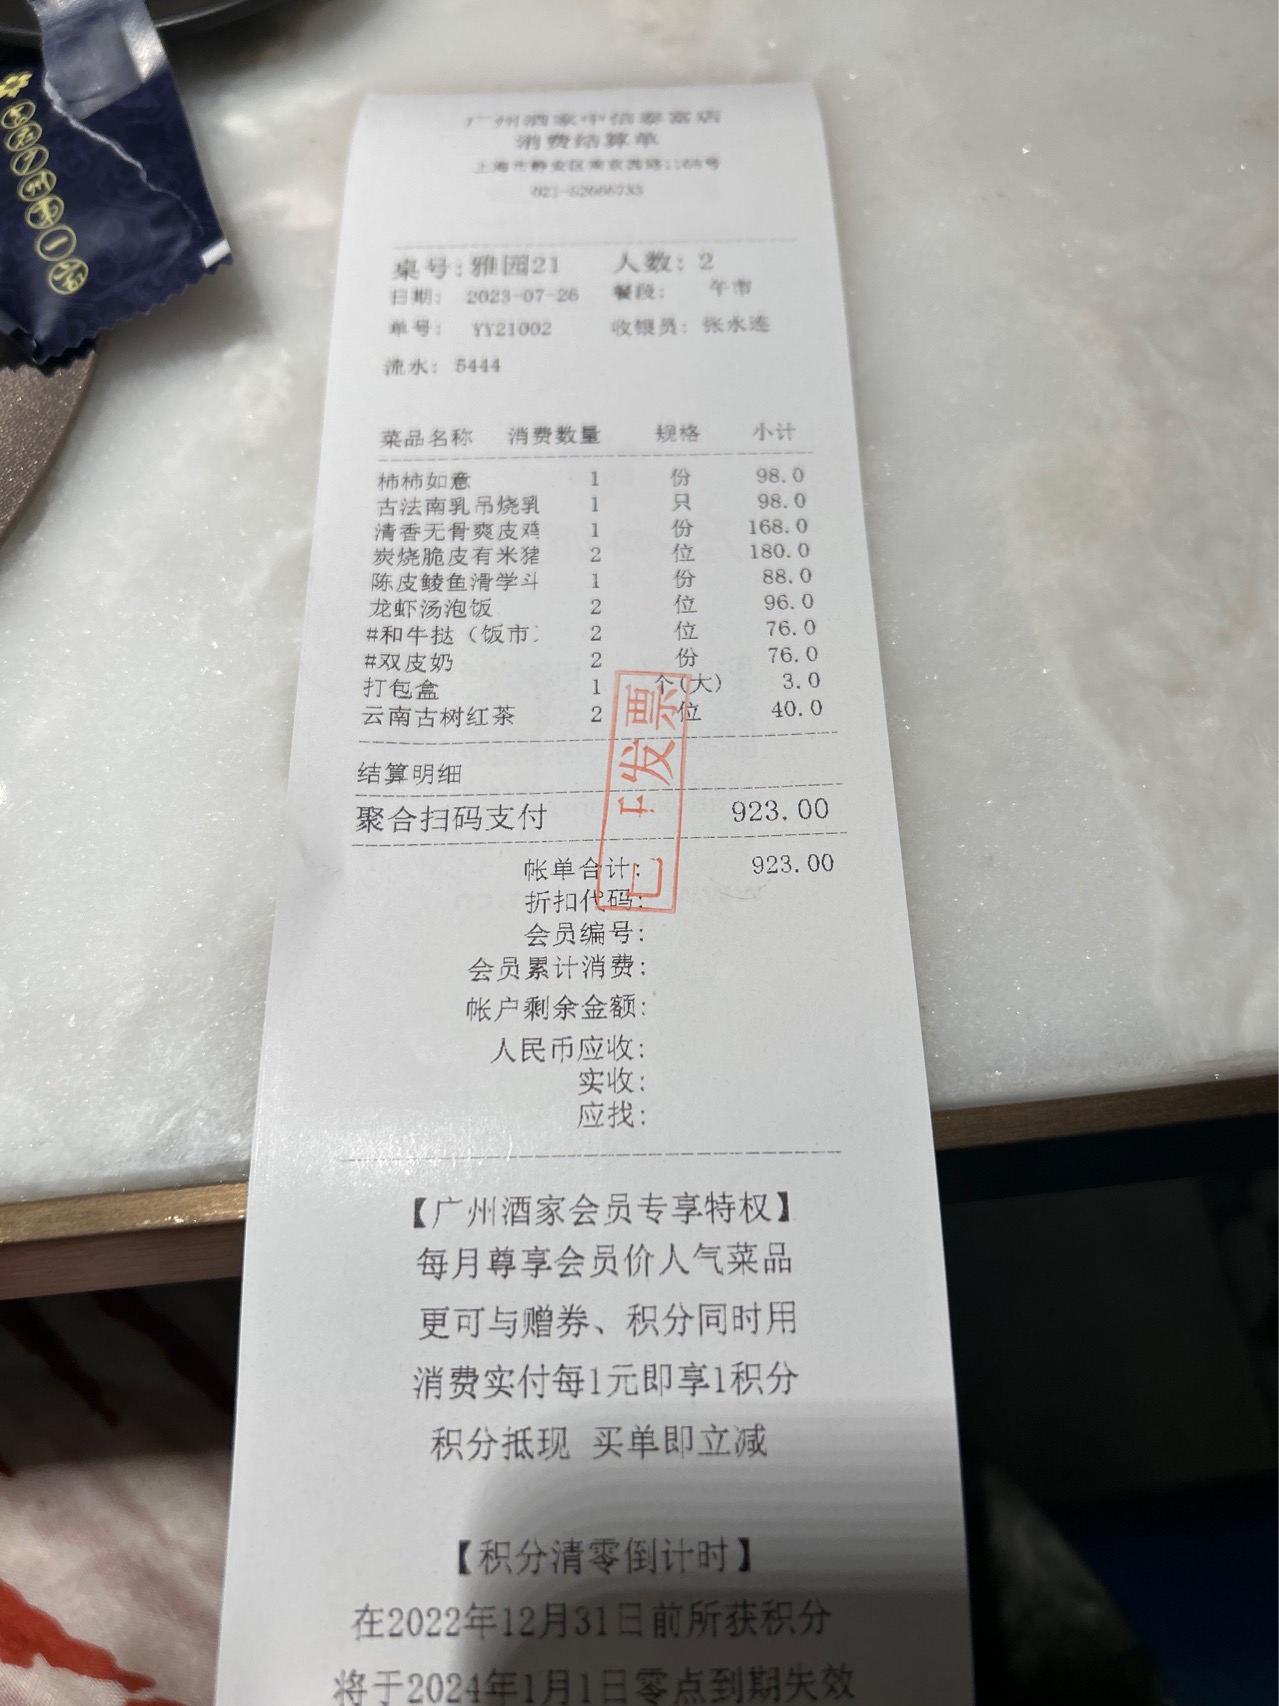 广州酒家中信泰富店
消费结算单
上海市静安区南京西路1168号
桌号:雅园21 人数: 2
日期: 2023-07-26 餐段: 午市
单号: YY21002 收银员: 张水连
流水: 5444
菜品名称 消费数量 规格 小计
柿柿如意 1 份 98.0
古法南乳吊烧乳 1 只 98.0
清香无骨爽皮鸡 1 份 168.0
炭烧脆皮有米猪 2 位 180.0
陈皮鲮鱼滑学斗 1 份 88.0
龙虾汤泡饭 2 位 96.0
#和牛挞（饭市 2 位 76.0
#双皮奶 2 份 76.0
打包盒 1 个(大) 3.0
云南古树红茶 2 位 40.0
结算明细
聚合扫码支付 923.00
帐单合计: 923.00
折扣代码:
会员编号:
会员累计消费:
帐户剩余金额:
人民币应收:
实收:
应找:
已开发票
【广州酒家会员专享特权】
每月尊享会员价人气菜品
更可与赠券、积分同时用
消费实付每1元即享1积分
积分抵现 买单即立减
【积分清零倒计时】
在2022年12月31日前所获积分
将于2024年1月1日零点到期失效